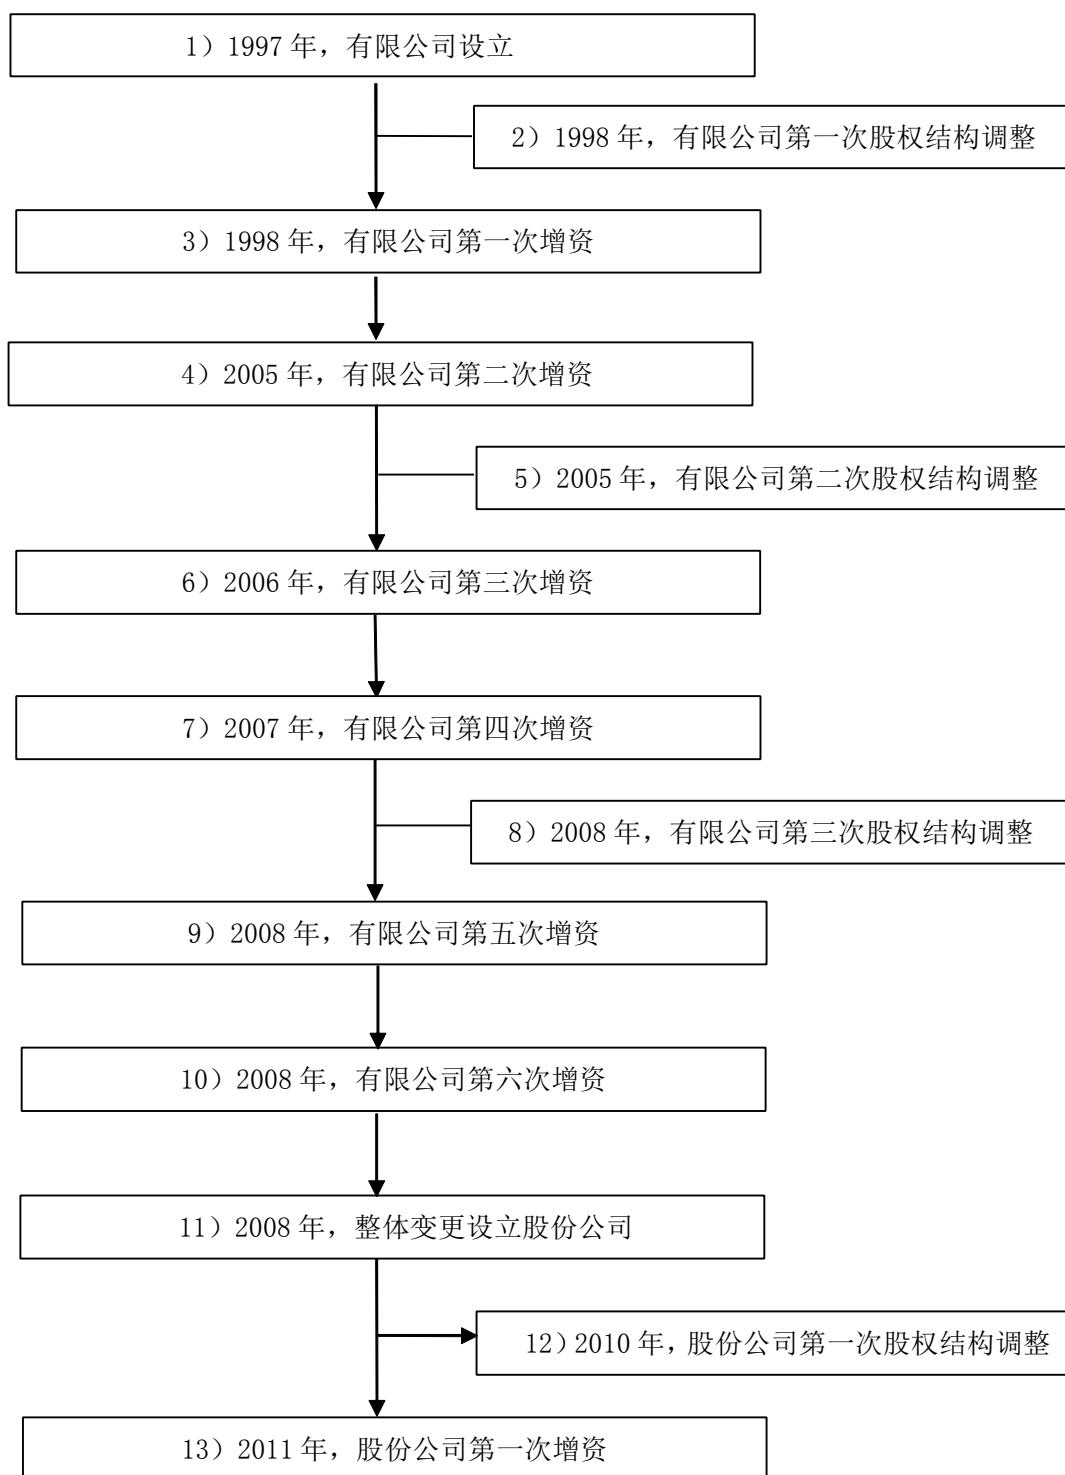 1）1997 年，有限公司设立
2）1998 年，有限公司第一次股权结构调整
3）1998 年，有限公司第一次增资
4）2005 年，有限公司第二次增资
5）2005 年，有限公司第二次股权结构调整
6）2006 年，有限公司第三次增资
7）2007 年，有限公司第四次增资
8）2008 年，有限公司第三次股权结构调整
9）2008 年，有限公司第五次增资
10）2008 年，有限公司第六次增资
11）2008 年，整体变更设立股份公司
12）2010 年，股份公司第一次股权结构调整
13）2011 年，股份公司第一次增资